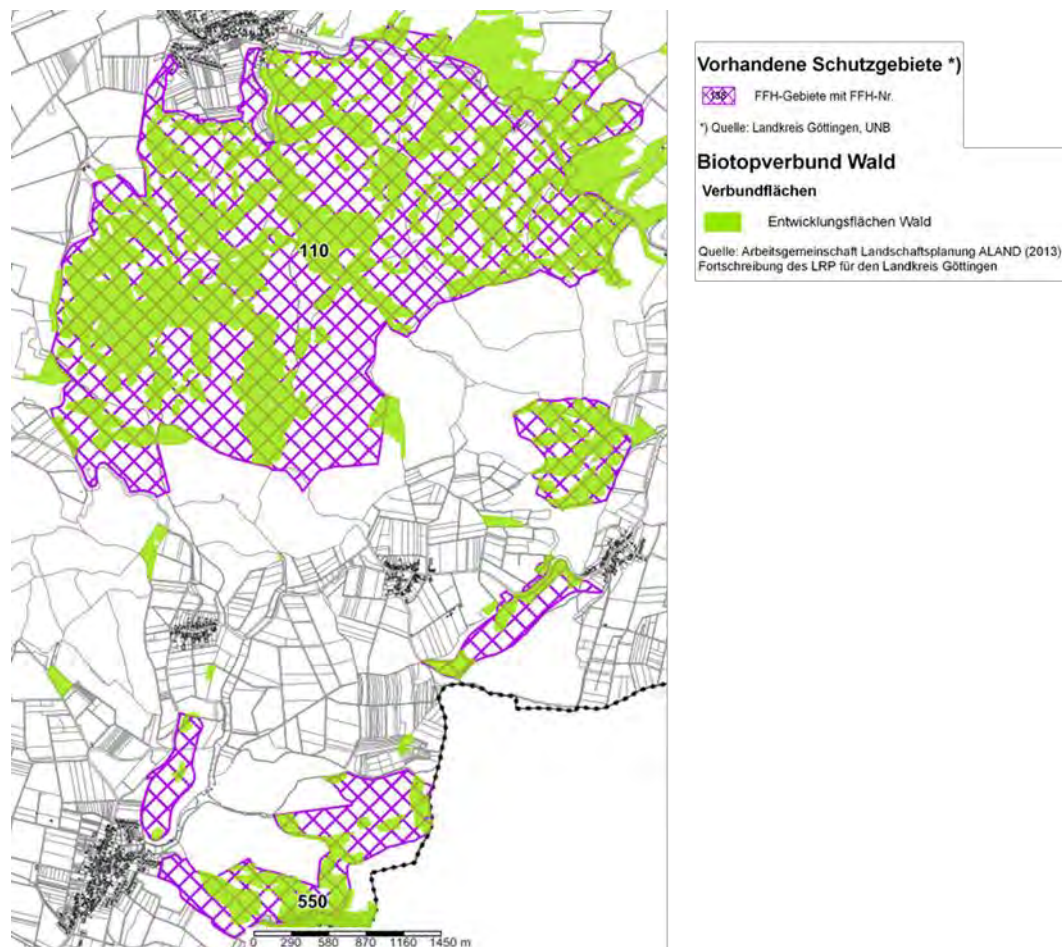 Vorhandene Schutzgebiete *)
FFH-Gebiete mit FFH-Nr.
*) Quelle: Landkreis Göttingen, UNB
Biotopverbund Wald
Verbundflächen
Entwicklungsflächen Wald
Quelle: Arbeitsgemeinschaft Landschaftsplanung ALAND (2013)
Fortschreibung des LRP für den Landkreis Göttingen
110
550
0 290 580 870 1160 1450 m